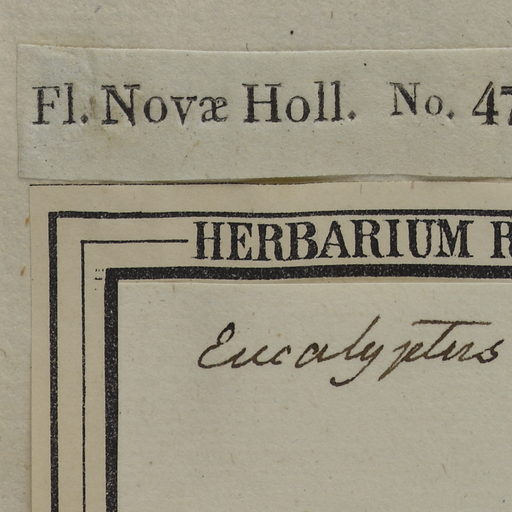 Fl. Novæ Holl. No. 47
HERBARIUM R
Eucalyptus